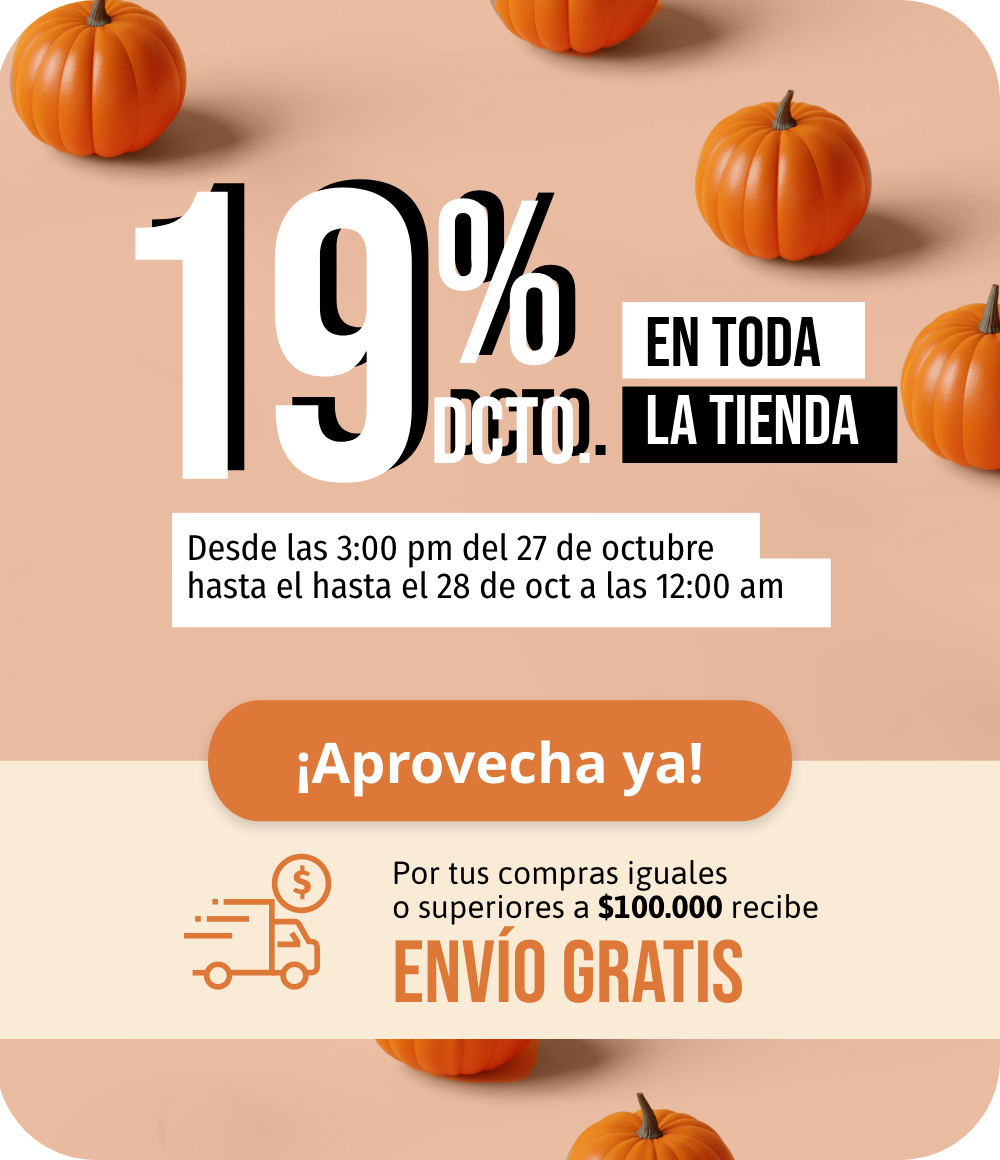 19%
DCTO.
EN TODA
LA TIENDA
Desde las 3:00 pm del 27 de octubre
hasta el hasta el 28 de oct a las 12:00 am
¡Aprovecha ya!
$
Por tus compras iguales
o superiores a $100.000 recibe
ENVÍO GRATIS